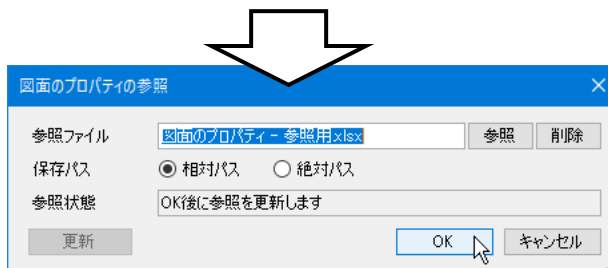 図面のプロパティの参照
参照ファイル 図面のプロパティ - 参照用.xlsx 参照 削除
保存パス 相対パス 絶対パス
参照状態 OK後に参照を更新します
更新 OK キャンセル